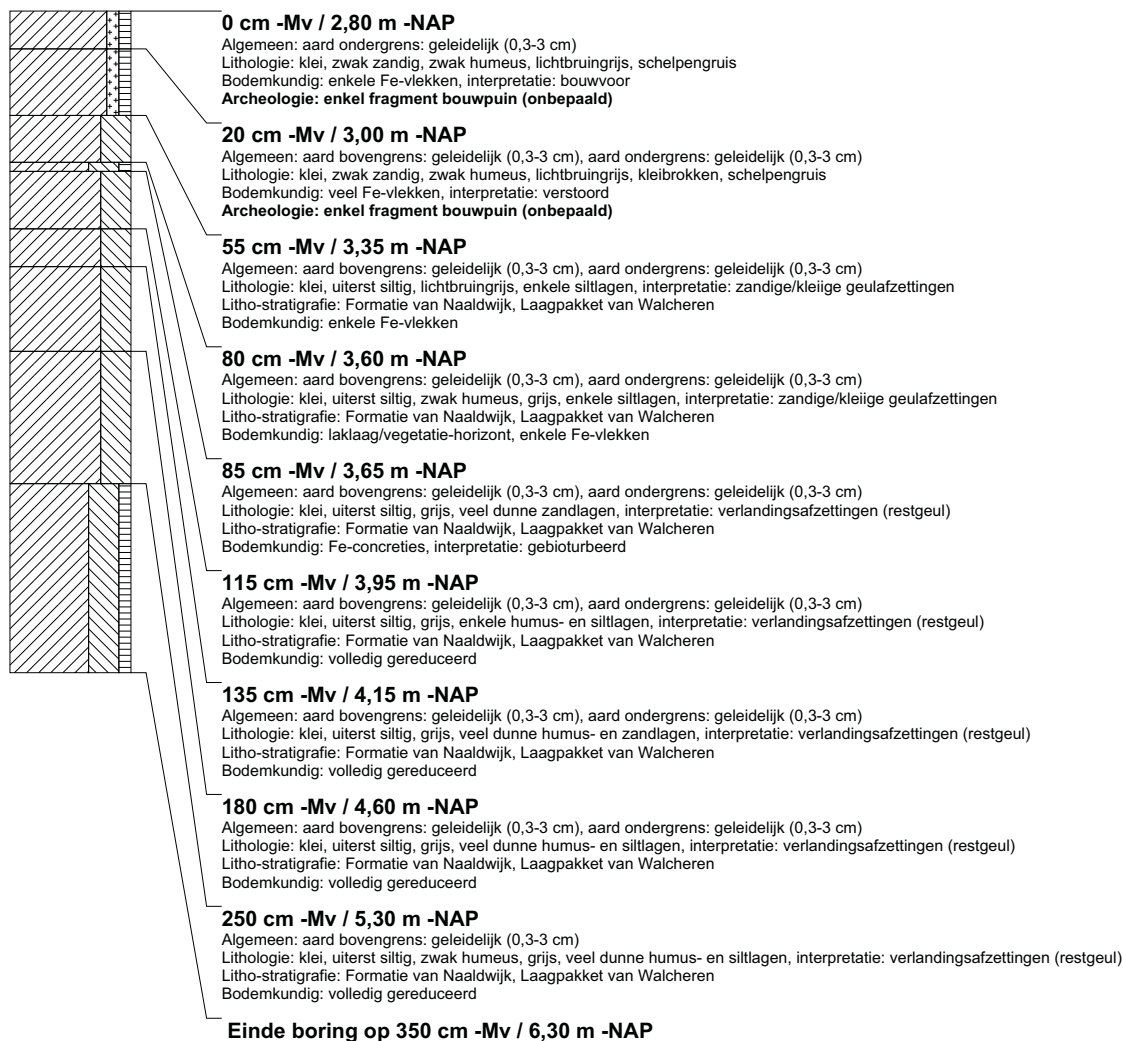 0 cm -Mv / 2,80 m -NAP
Algemeen: aard ondergrens: geleidelijk (0,3-3 cm)
Lithologie: klei, zwak zandig, zwak humeus, lichtbruingrijs, schelpengruis
Bodemkundig: enkele Fe-vlekken, interpretatie: bouwvoor
Archeologie: enkel fragment bouwpuin (onbepaald)
20 cm -Mv / 3,00 m -NAP
Algemeen: aard bovengrens: geleidelijk (0,3-3 cm), aard ondergrens: geleidelijk (0,3-3 cm)
Lithologie: klei, zwak zandig, zwak humeus, lichtbruingrijs, kleibrokken, schelpengruis
Bodemkundig: veel Fe-vlekken, interpretatie: verstoord
Archeologie: enkel fragment bouwpuin (onbepaald)
55 cm -Mv / 3,35 m -NAP
Algemeen: aard bovengrens: geleidelijk (0,3-3 cm), aard ondergrens: geleidelijk (0,3-3 cm)
Lithologie: klei, uiterst siltig, lichtbruingrijs, enkele siltlagen, interpretatie: zandige/kleiige geulafzettingen
Litho-stratigrafie: Formatie van Naaldwijk, Laagpakket van Walcheren
Bodemkundig: enkele Fe-vlekken
80 cm -Mv / 3,60 m -NAP
Algemeen: aard bovengrens: geleidelijk (0,3-3 cm), aard ondergrens: geleidelijk (0,3-3 cm)
Lithologie: klei, uiterst siltig, zwak humeus, grijs, enkele siltlagen, interpretatie: zandige/kleiige geulafzettingen
Litho-stratigrafie: Formatie van Naaldwijk, Laagpakket van Walcheren
Bodemkundig: laklaag/vegetatie-horizont, enkele Fe-vlekken
85 cm -Mv / 3,65 m -NAP
Algemeen: aard bovengrens: geleidelijk (0,3-3 cm), aard ondergrens: geleidelijk (0,3-3 cm)
Lithologie: klei, uiterst siltig, grijs, veel dunne zandlagen, interpretatie: verlandingsafzettingen (restgeul)
Litho-stratigrafie: Formatie van Naaldwijk, Laagpakket van Walcheren
Bodemkundig: Fe-concreties, interpretatie: gebioturbeerd
115 cm -Mv / 3,95 m -NAP
Algemeen: aard bovengrens: geleidelijk (0,3-3 cm), aard ondergrens: geleidelijk (0,3-3 cm)
Lithologie: klei, uiterst siltig, grijs, enkele humus- en siltlagen, interpretatie: verlandingsafzettingen (restgeul)
Litho-stratigrafie: Formatie van Naaldwijk, Laagpakket van Walcheren
Bodemkundig: volledig gereduceerd
135 cm -Mv / 4,15 m -NAP
Algemeen: aard bovengrens: geleidelijk (0,3-3 cm), aard ondergrens: geleidelijk (0,3-3 cm)
Lithologie: klei, uiterst siltig, grijs, veel dunne humus- en zandlagen, interpretatie: verlandingsafzettingen (restgeul)
Litho-stratigrafie: Formatie van Naaldwijk, Laagpakket van Walcheren
Bodemkundig: volledig gereduceerd
180 cm -Mv / 4,60 m -NAP
Algemeen: aard bovengrens: geleidelijk (0,3-3 cm), aard ondergrens: geleidelijk (0,3-3 cm)
Lithologie: klei, uiterst siltig, grijs, veel dunne humus- en siltlagen, interpretatie: verlandingsafzettingen (restgeul)
Litho-stratigrafie: Formatie van Naaldwijk, Laagpakket van Walcheren
Bodemkundig: volledig gereduceerd
250 cm -Mv / 5,30 m -NAP
Algemeen: aard bovengrens: geleidelijk (0,3-3 cm)
Lithologie: klei, uiterst siltig, zwak humeus, grijs, veel dunne humus- en siltlagen, interpretatie: verlandingsafzettingen (restgeul)
Litho-stratigrafie: Formatie van Naaldwijk, Laagpakket van Walcheren
Bodemkundig: volledig gereduceerd
Einde boring op 350 cm -Mv / 6,30 m -NAP